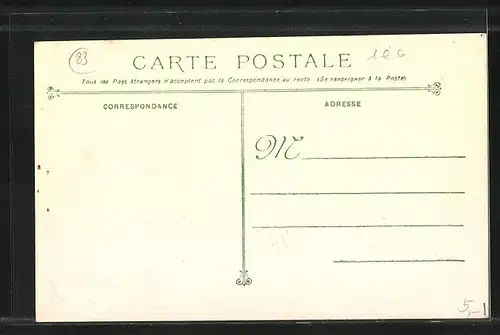 83
CARTE POSTALE
Tous les Pays étrangers n'acceptent pas la Correspondance au recto. (Se renseigner à la Poste)
CORRESPONDANCE
ADRESSE
M
5,-